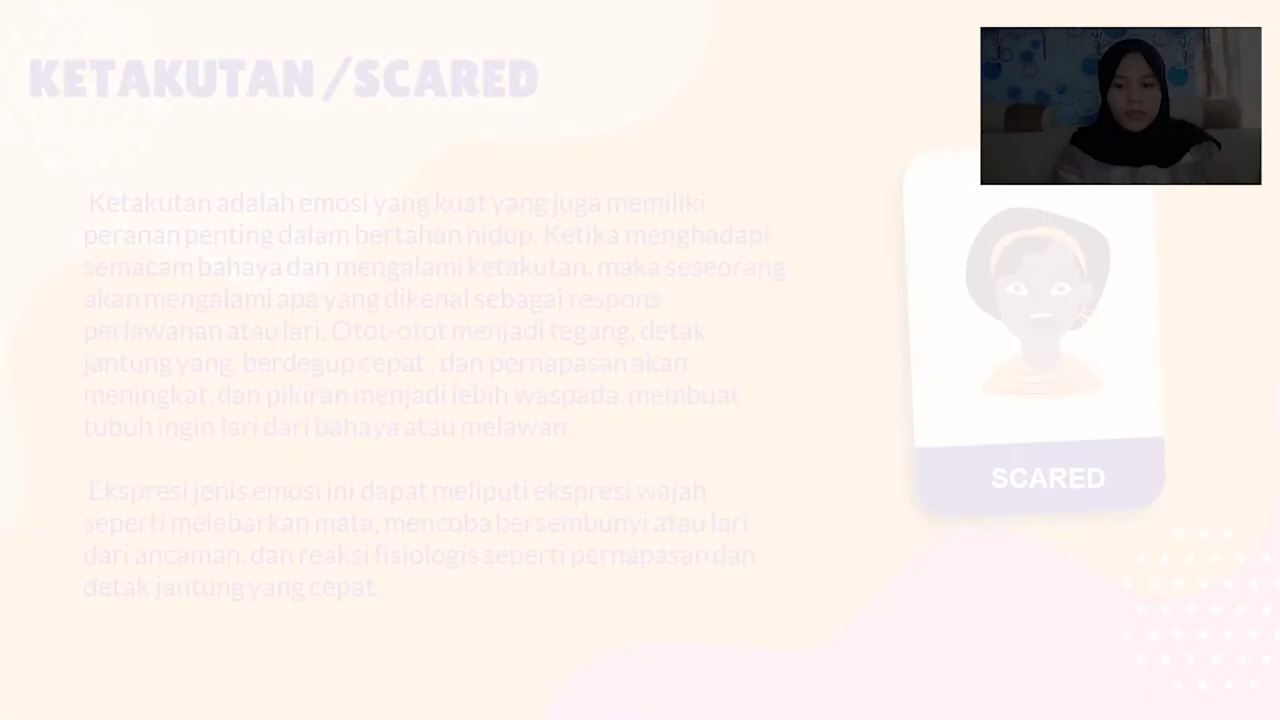 KETAKUTAN /SCARED
Ketakutan adalah emosi yang kuat yang juga memiliki
peranan penting dalam bertahan hidup. Ketika menghadapi
semacam bahaya dan mengalami ketakutan, maka seseorang
akan mengalami apa yang dikenal sebagai respons
perlawanan atau lari. Otot-otot menjadi tegang, detak
jantung yang  berdegup cepat , dan pernapasan akan
meningkat, dan pikiran menjadi lebih waspada, membuat
tubuh ingin lari dari bahaya atau melawan.
Ekspresi jenis emosi ini dapat meliputi ekspresi wajah
seperti melebarkan mata, mencoba bersembunyi atau lari
dari ancaman, dan reaksi fisiologis seperti pernapasan dan
detak jantung yang cepat.
SCARED